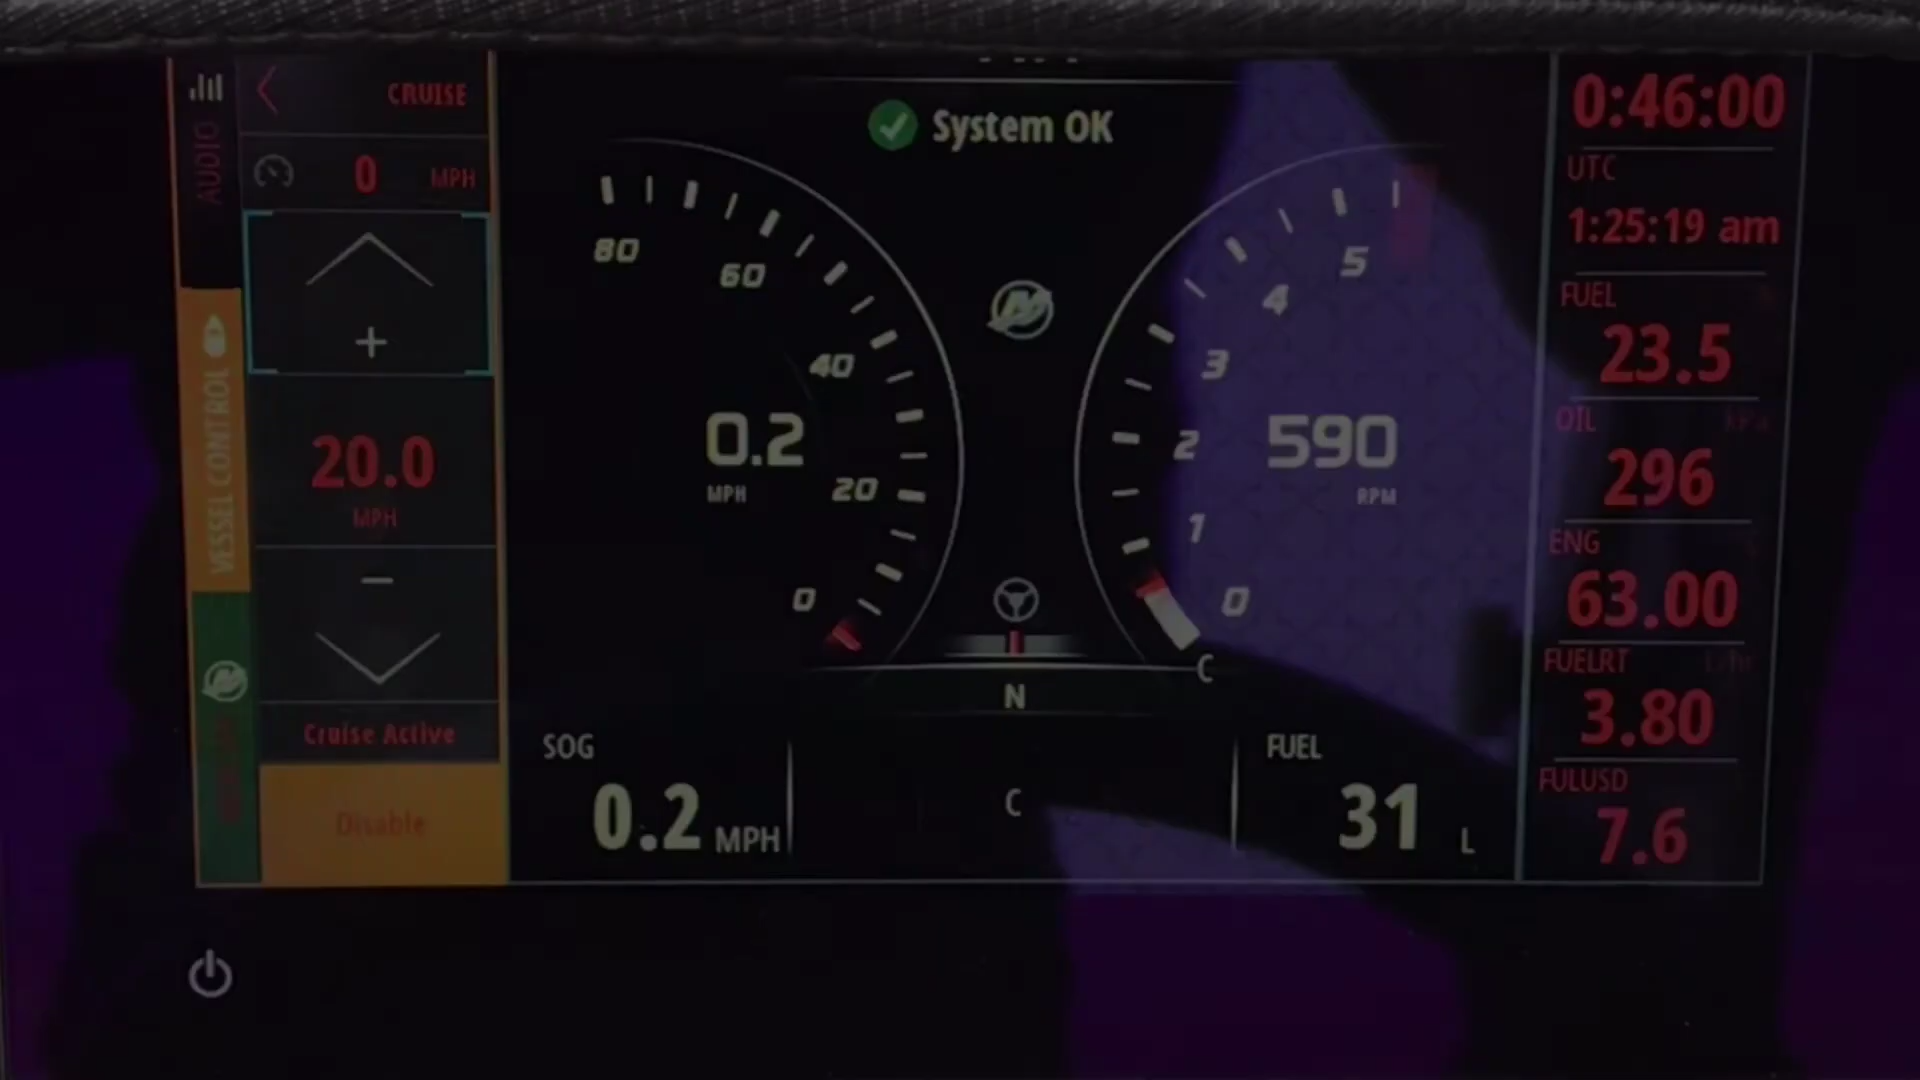 AUDIO
VESSEL CONTROL
CRUISE
0 MPH
+
20.0
MPH
−
Cruise Active
Disable
System OK
80
60
40
20
0
0.2
MPH
5
4
3
2
1
0
590
RPM
C
N
SOG
0.2 MPH
C
FUEL
31 L
0:46:00
UTC
1:25:19 am
FUEL
23.5
OIL kPa
296
ENG
63.00
FUELRT L/hr
3.80
FULUSD
7.6